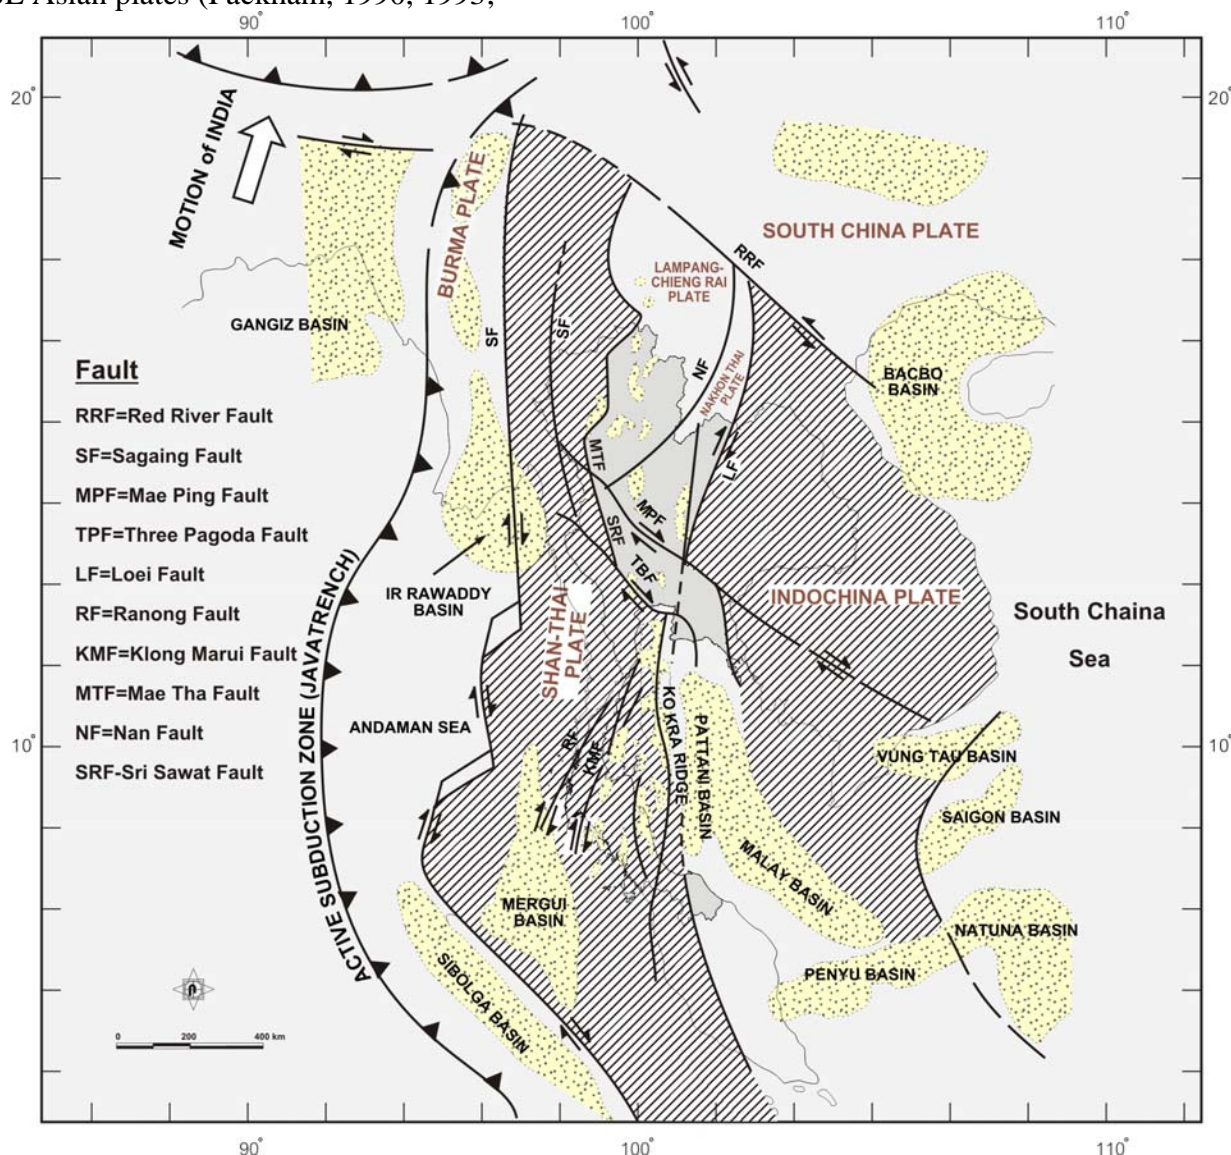 SE Asian plates (Packham, 1996, 1993;
90°
100°
110°
20°
20°
MOTION of INDIA
BURMA PLATE
SOUTH CHINA PLATE
RRF
LAMPANG-
CHIENG RAI
PLATE
GANGIZ BASIN
SF
SF
NF
NAKHON THAI
PLATE
BACBO
BASIN
Fault
RRF=Red River Fault
SF=Sagaing Fault
MPF=Mae Ping Fault
TPF=Three Pagoda Fault
LF=Loei Fault
RF=Ranong Fault
KMF=Klong Marui Fault
MTF=Mae Tha Fault
NF=Nan Fault
SRF-Sri Sawat Fault
MTF
LF
MPF
SRF
TBF
IR RAWADDY
BASIN
SHAN-THAI
PLATE
INDOCHINA PLATE
South Chaina
Sea
ACTIVE SUBDUCTION ZONE (JAVATRENCH)
ANDAMAN SEA
RF
KMF
KO KRA RIDGE
PATTANI BASIN
10°
10°
VUNG TAU BASIN
SAIGON BASIN
MALAY BASIN
MERGUI
BASIN
NATUNA BASIN
PENYU BASIN
SIBOLGA BASIN
0 200 400 km
90°
100°
110°